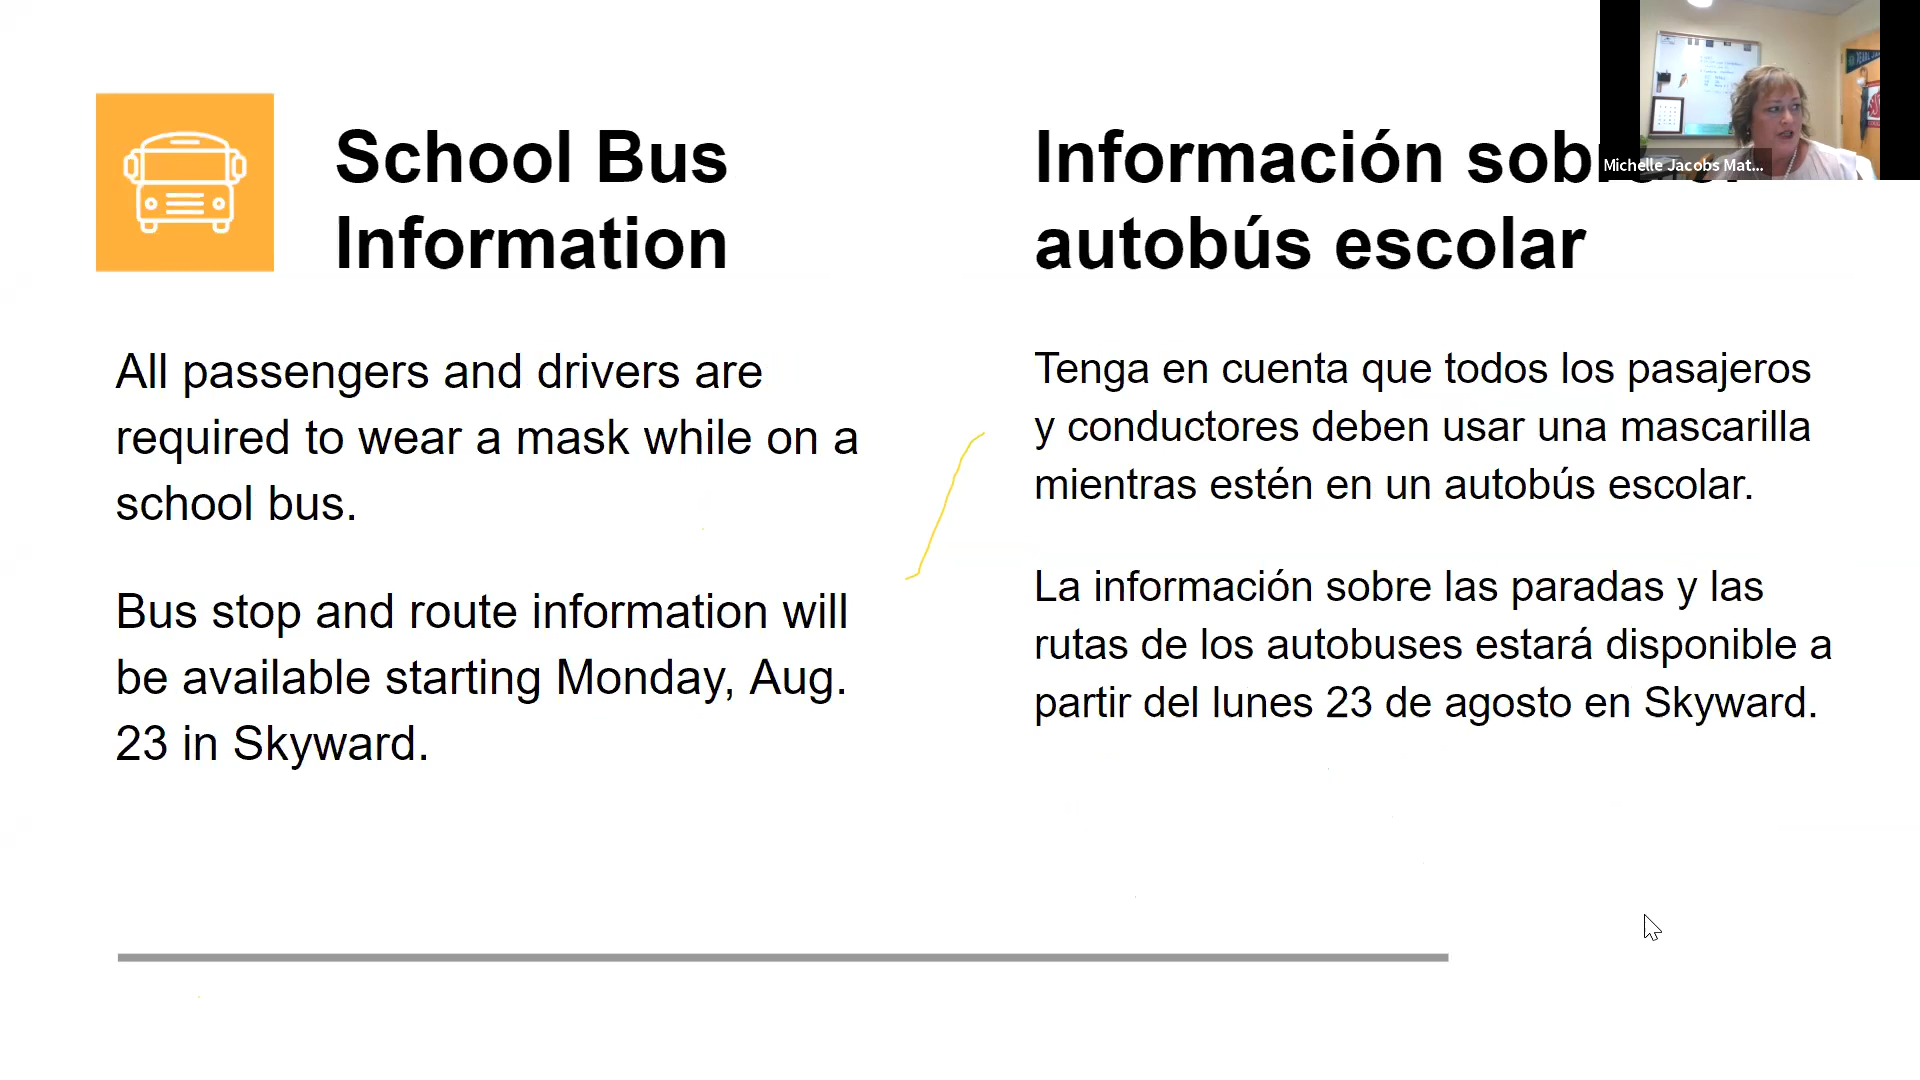 School Bus
Information
All passengers and drivers are
required to wear a mask while on a
school bus.
Bus stop and route information will
be available starting Monday, Aug.
23 in Skyward.
Información
autobús escolar
Tenga en cuenta que todos los pasajeros
y conductores deben usar una mascarilla
mientras estén en un autobús escolar.
La información sobre las paradas y las
rutas de los autobuses estará disponible a
partir del lunes 23 de agosto en Skyward.
Michelle Jacobs Mat...